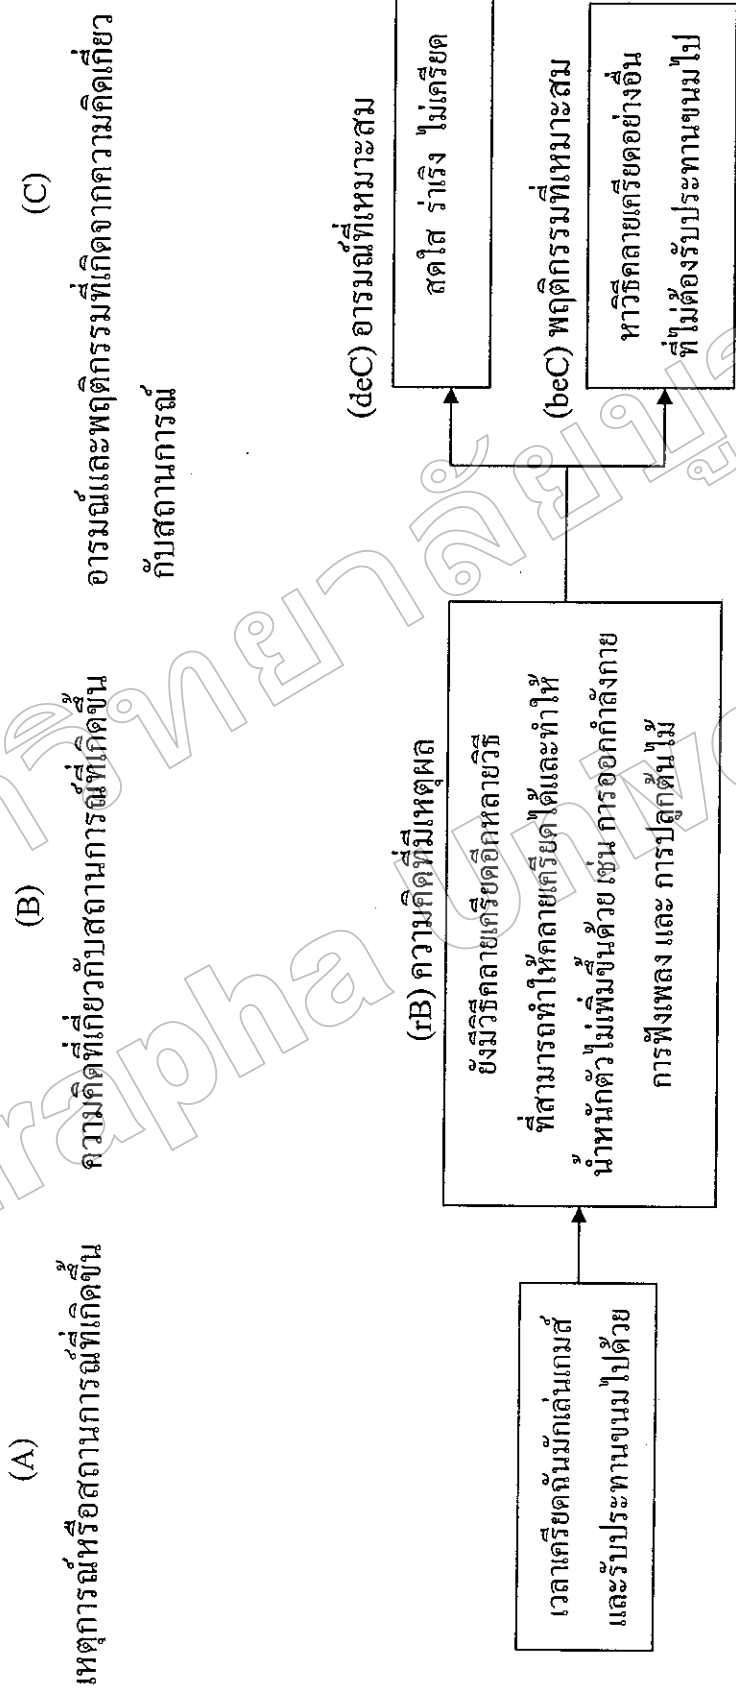 (A)
เหตุการณ์หรือสถานการณ์ที่เกิดขึ้น
(B)
ความคิดที่เกี่ยวกับสถานการณ์ที่เกิดขึ้น
(C)
อารมณ์และพฤติกรรมที่เกิดจากความคิดเกี่ยว
กับสถานการณ์
เวลาเครียดฉันมักเล่นเกมส์
และรับประทานขนมไปด้วย
(rB) ความคิดที่มีเหตุผล
ยังมีวิธีคลายเครียดอีกหลายวิธี
ที่สามารถทำให้คลายเครียดได้และทำให้
น้ำหนักตัวไม่เพิ่มขึ้นด้วย เช่น การออกกำลังกาย
การฟังเพลง และ การปลูกต้นไม้
(deC) อารมณ์ที่เหมาะสม
สดใส ร่าเริง ไม่เครียด
(beC) พฤติกรรมที่เหมาะสม
หาวิธีคลายเครียดอย่างอื่น
ที่ไม่ต้องรับประทานขนมไป